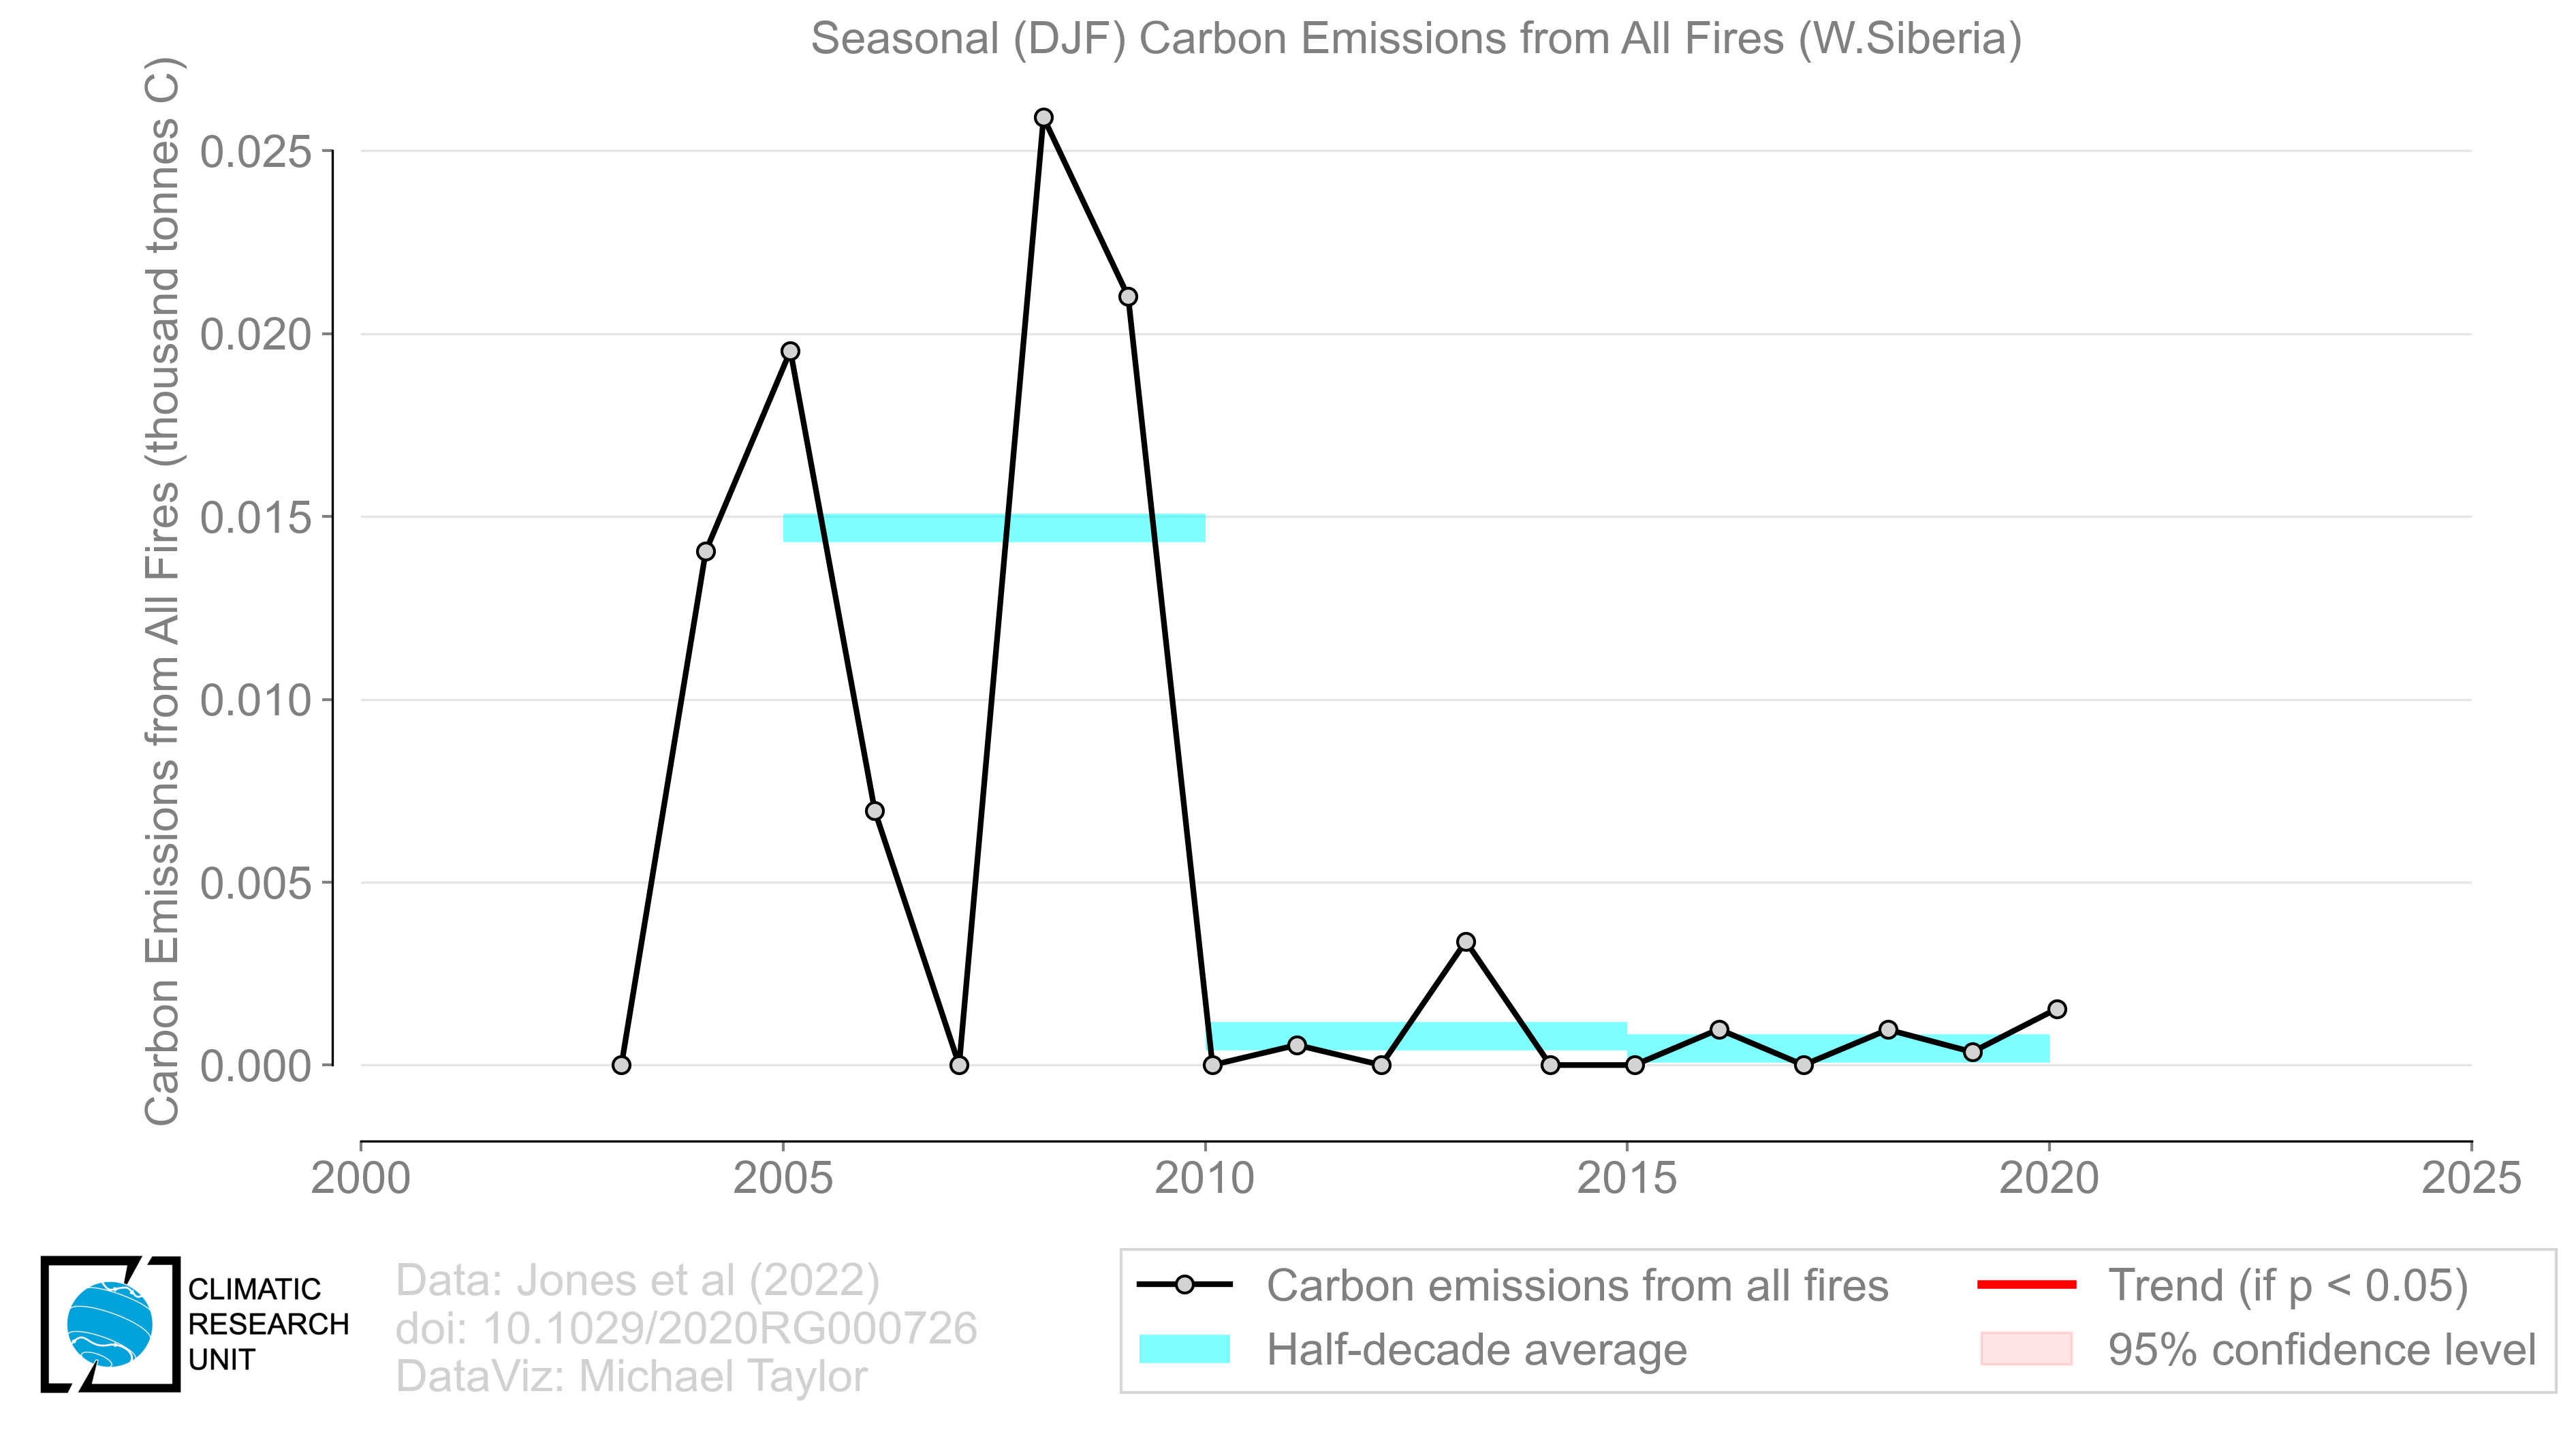 Seasonal (DJF) Carbon Emissions from All Fires (W.Siberia)
Carbon Emissions from All Fires (thousand tonnes C)
0.025
0.020
0.015
0.010
0.005
0.000
2000
2005
2010
2015
2020
2025
CLIMATIC
RESEARCH
UNIT
Data: Jones et al (2022)
doi: 10.1029/2020RG000726
DataViz: Michael Taylor
Carbon emissions from all fires
Half-decade average
Trend (if p < 0.05)
95% confidence level